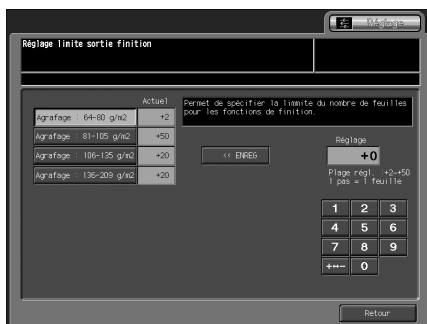 Réglage
Réglage limite sortie finition
Actuel
Permet de spécifier la limmite du nombre de feuilles
pour les fonctions de finition.
Agrafage : 64-80 g/m2 +2
Agrafage : 81-105 g/m2 +50
Agrafage : 106-135 g/m2 +20
Agrafage : 136-209 g/m2 +20
<< ENREG
Réglage
+0
Plage régl. :+2~+50
1 pas = 1 feuille
1 2 3
4 5 6
7 8 9
+↔- 0
Retour